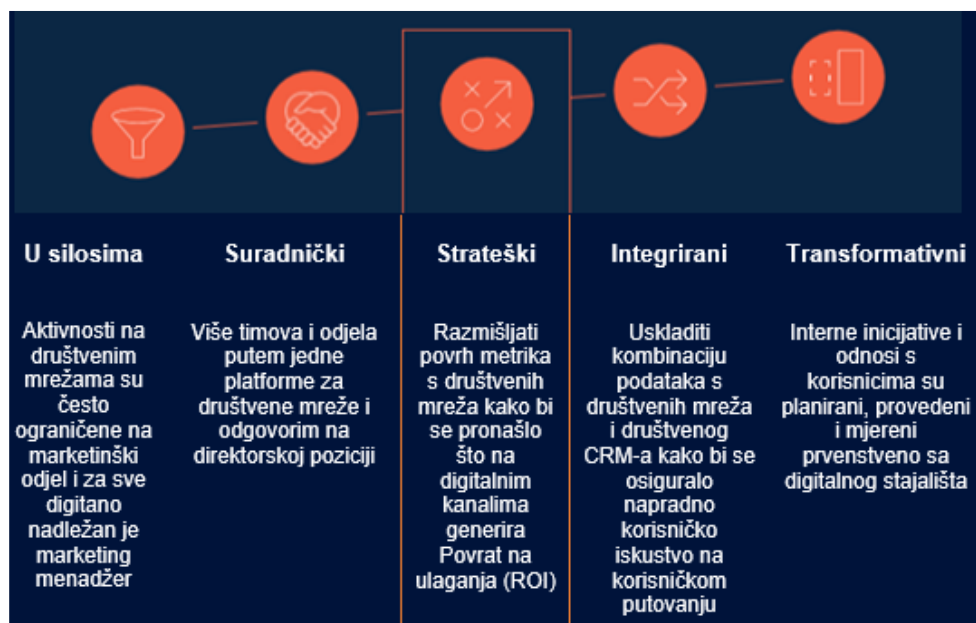 U silosima
Aktivnosti na
društvenim
mrežama su
često
ograničene na
marketinški
odjel i za sve
digitano
nadležan je
marketing
menadžer
Suradnički
Više timova i odjela
putem jedne
platforme za
društvene mreže i
odgovorim na
direktorskoj poziciji
Strateški
Razmišljati
povrh metrika
s društvenih
mreža kako bi
se pronašlo
što na
digitalnim
kanalima
generira
Povrat na
ulaganja (ROI)
Integrirani
Uskladiti
kombinaciju
podataka s
društvenih mreža
i društvenog
CRM-a kako bi se
osiguralo
napradno
korisničko
iskustvo na
korisničkom
putovanju
Transformativni
Interne inicijative i
odnosi s
korisnicima su
planirani, provedeni
i mjereni
prvenstveno sa
digitalnog stajališta